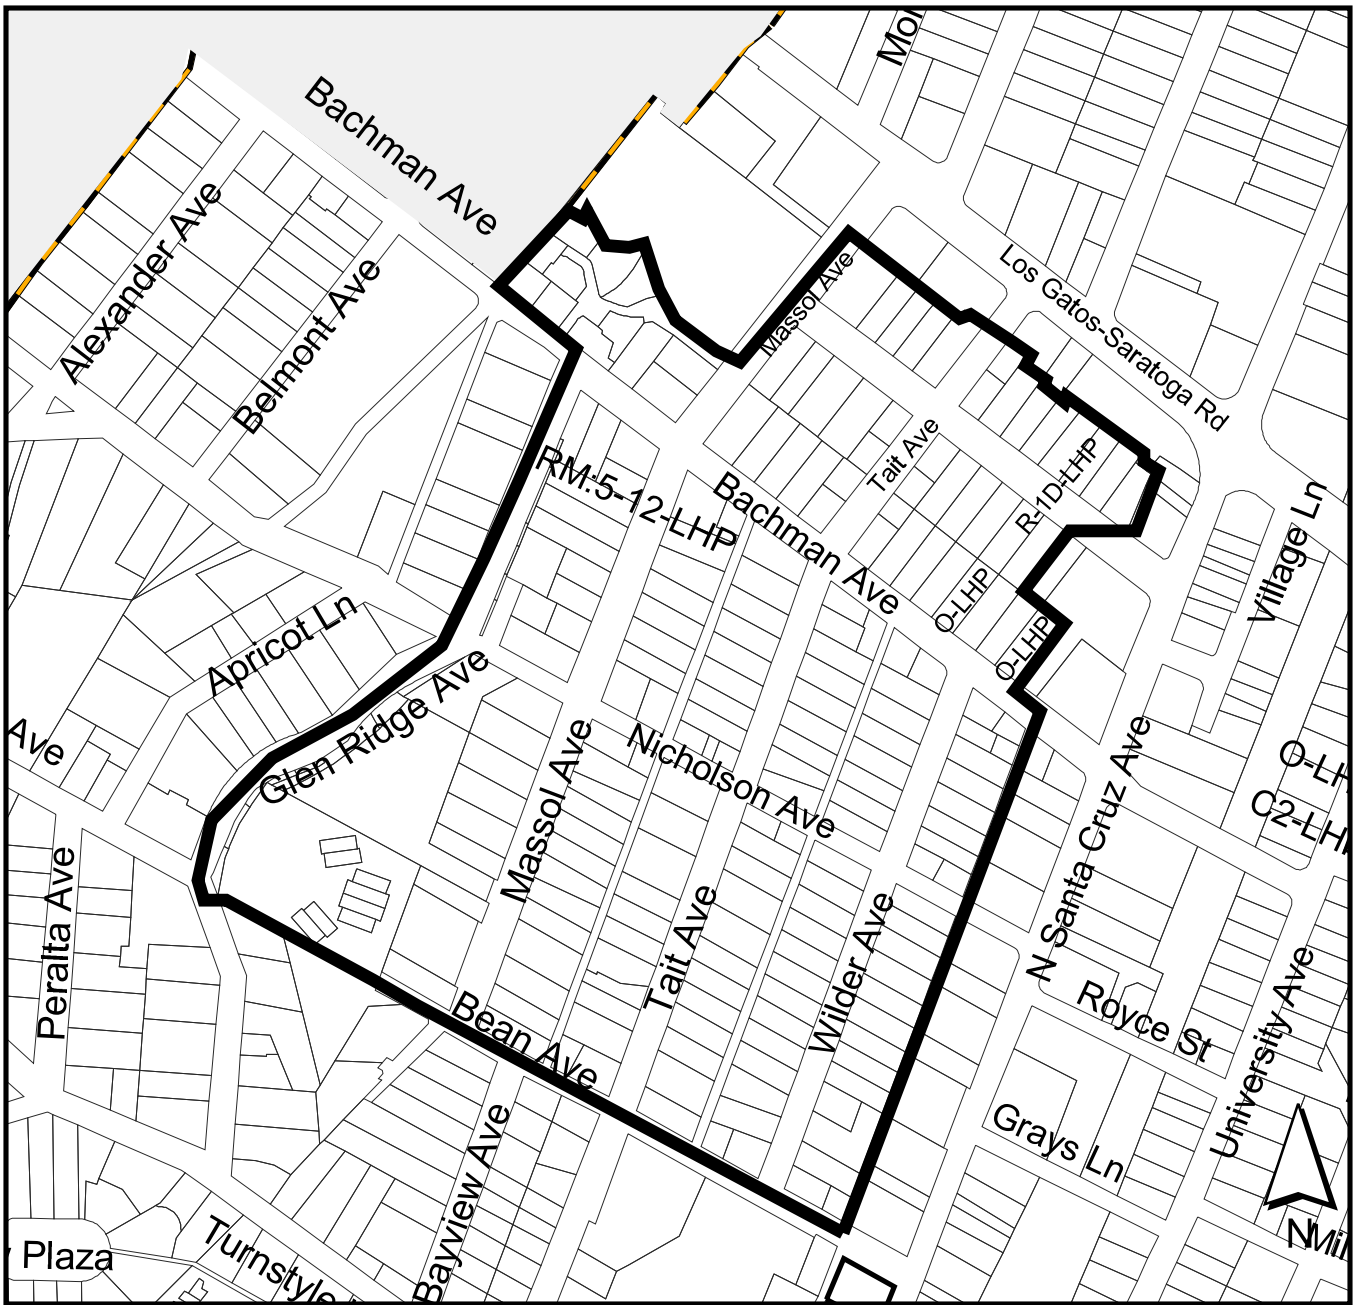 Bachman Ave
Alexander Ave
Belmont Ave
Massol Ave
Los Gatos-Saratoga Rd
Tait Ave
R-1D-LHP
RM:5-12-LHP
Bachman Ave
O-LHP
O-LHP
Village Ln
Apricot Ln
Glen Ridge Ave
Ave
Massol Ave
Nicholson Ave
N Santa Cruz Ave
Peralta Ave
Tait Ave
Wilder Ave
Royce St
University Ave
Bean Ave
Grays Ln
Bayview Ave
Plaza
Turnstyle
N